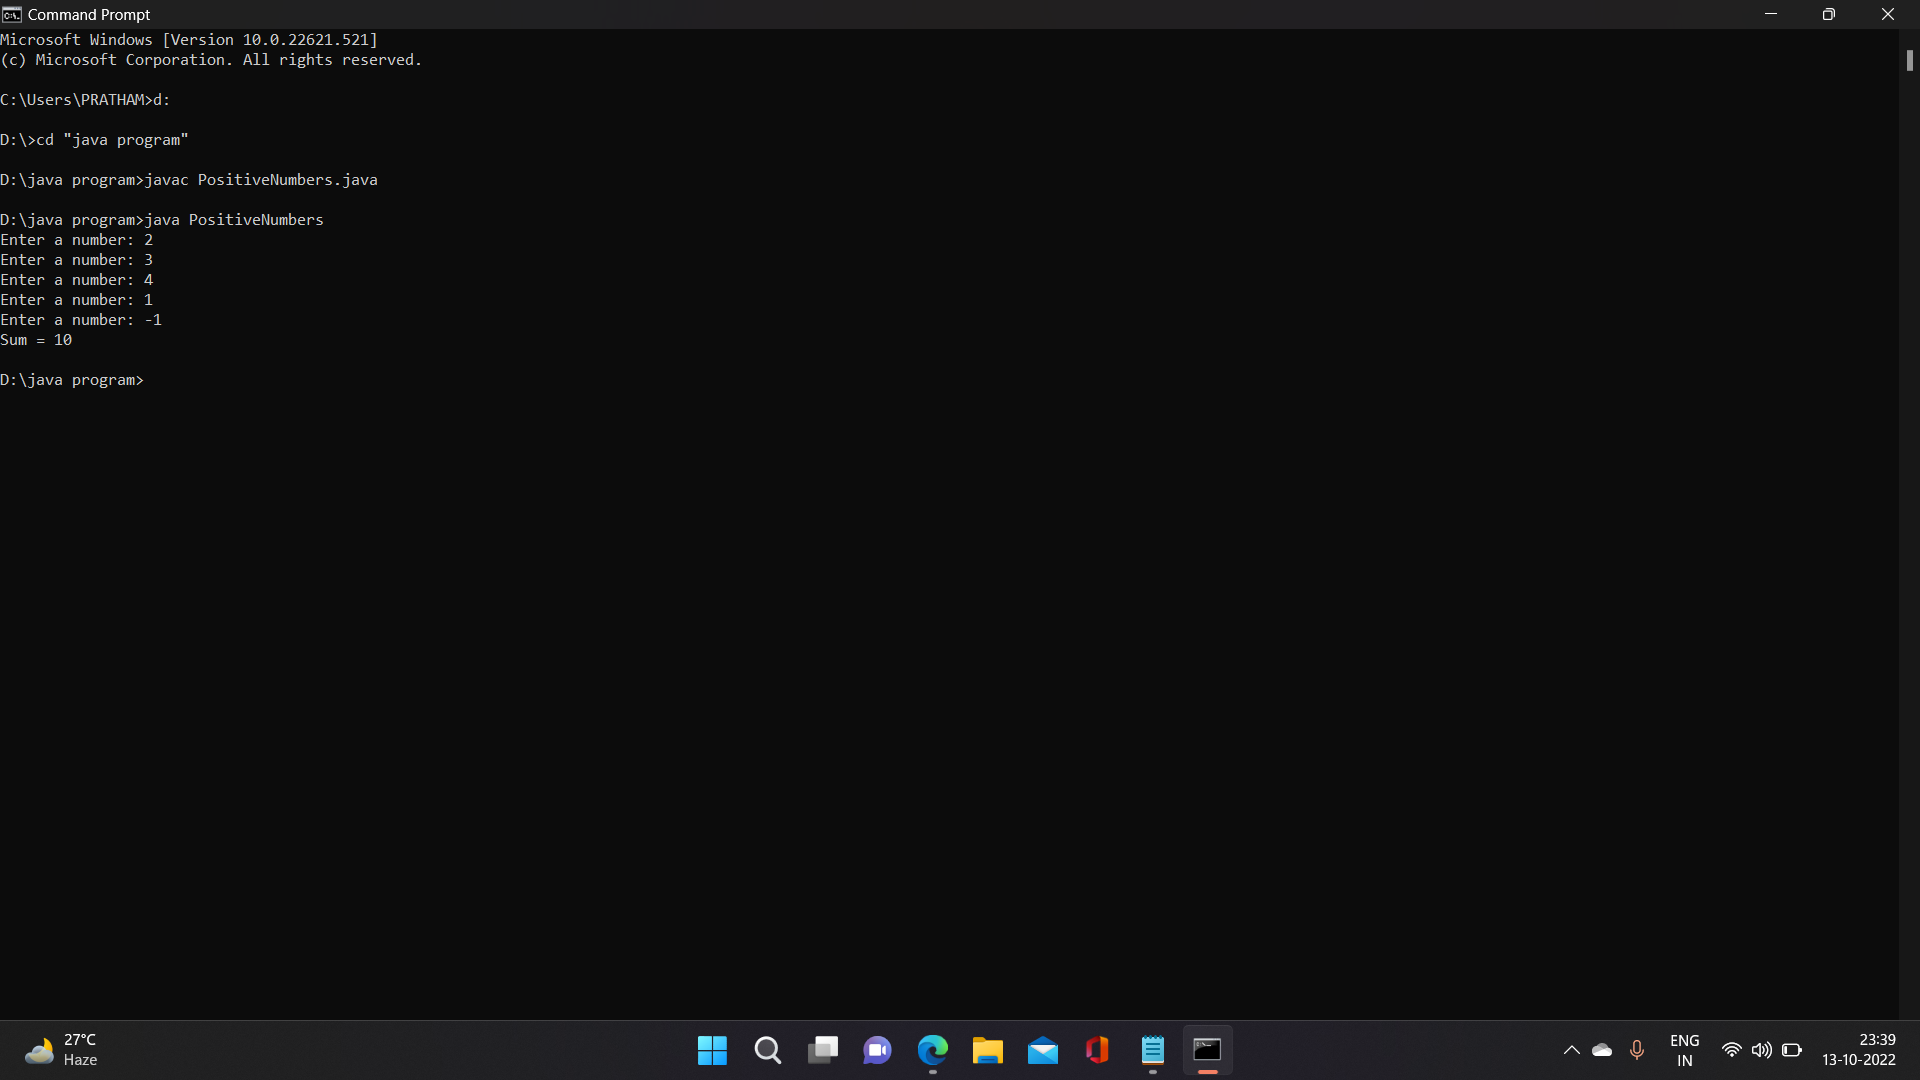 Command Prompt
Microsoft Windows [Version 10.0.22621.521]
(c) Microsoft Corporation. All rights reserved.
C:\Users\PRATHAM>d:
D:\>cd "java program"
D:\java program>javac PositiveNumbers.java
D:\java program>java PositiveNumbers
Enter a number: 2
Enter a number: 3
Enter a number: 4
Enter a number: 1
Enter a number: -1
Sum = 10
D:\java program>
27°C
Haze
ENG
IN
23:39
13-10-2022